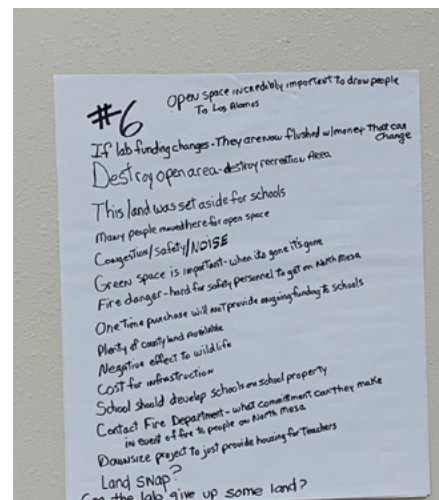 #6
Open space incredibly important to draw people
To Los Alamos
If lab funding changes - They are now flushed w/money - That can
change
Destroy open area - destroy recreation Area
This land was set aside for schools
Many people moved here for open space
Congestion/Safety/NOISE
Green space is important - when its gone it's gone
Fire danger - hard for safety personnel to get on North Mesa
One Time purchase will not provide ongoing funding to schools
Plenty of county land available
Negative effect to wildlife
Cost for infrastruction
School should develop schools on school property
Contact Fire Department - what commitment can they make
in event of fire to people on North Mesa
Downsize project to just provide housing for Teachers
Land swap?
Can the lab give up some land?